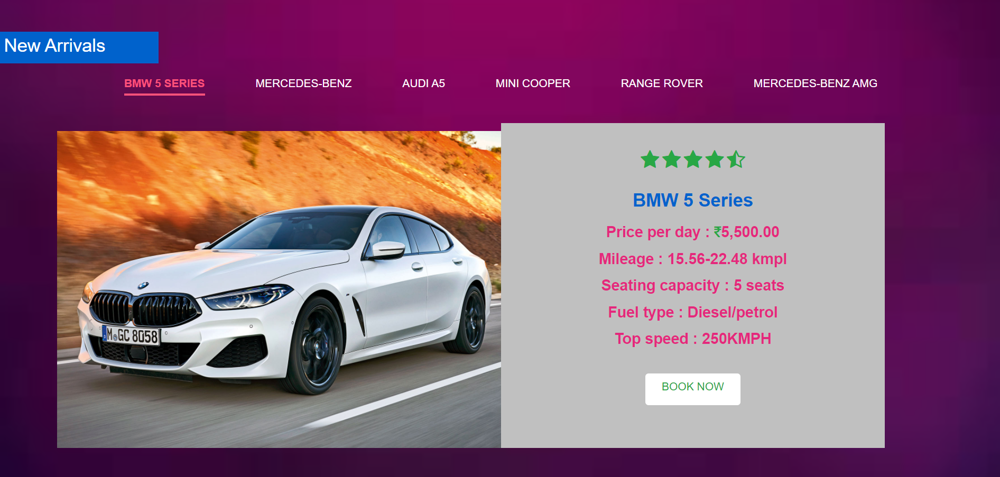 New Arrivals
BMW 5 SERIES MERCEDES-BENZ AUDI A5 MINI COOPER RANGE ROVER MERCEDES-BENZ AMG
BMW 5 Series
Price per day : ₹5,500.00
Mileage : 15.56-22.48 kmpl
Seating capacity : 5 seats
Fuel type : Diesel/petrol
Top speed : 250KMPH
M GC 8058
BOOK NOW